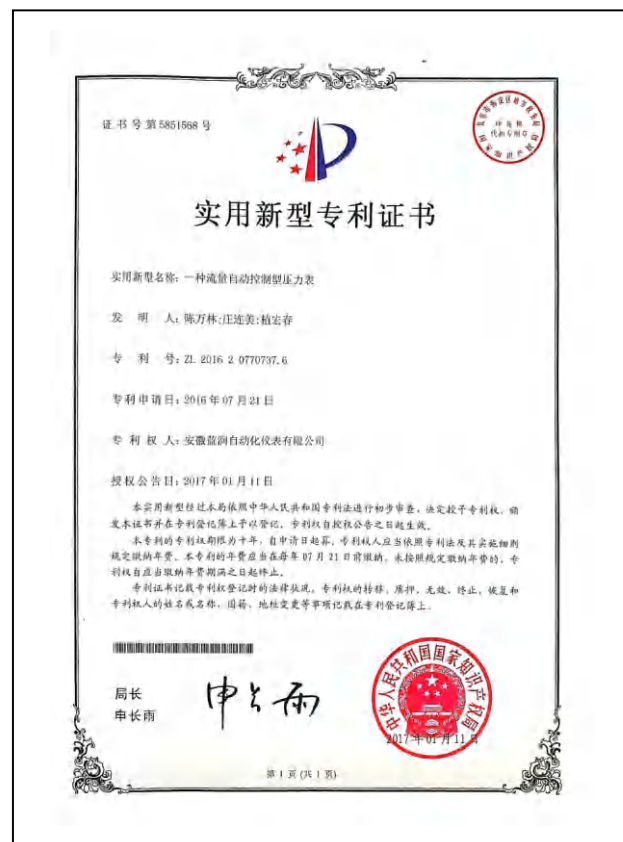 证书号第5851568号
实用新型专利证书
实用新型名称：一种流量自动控制型压力表
发 明 人：陈万林;庄连美;植宏存
专 利 号：ZL 2016 2 0770737.6
专利申请日：2016年07月21日
专 利 权 人：安徽蓝润自动化仪表有限公司
授权公告日：2017年01月11日
本实用新型经过本局依照中华人民共和国专利法进行初步审查，决定授予专利权，颁
发本证书并在专利登记簿上予以登记。专利权自授权公告之日起生效。
本专利的专利权期限为十年，自申请日起算。专利权人应当依照专利法及其实施细则
规定缴纳年费。本专利的年费应当在每年07月21日前缴纳。未按照规定缴纳年费的，专
利权自应当缴纳年费期满之日起终止。
专利证书记载专利权登记时的法律状况。专利权的转移、质押、无效、终止、恢复和
专利权人的姓名或名称、国籍、地址变更等事项记载在专利登记簿上。
局长
申长雨
中华人民共和国国家知识产权局
2017年01月11日
第 1 页 (共 1 页)